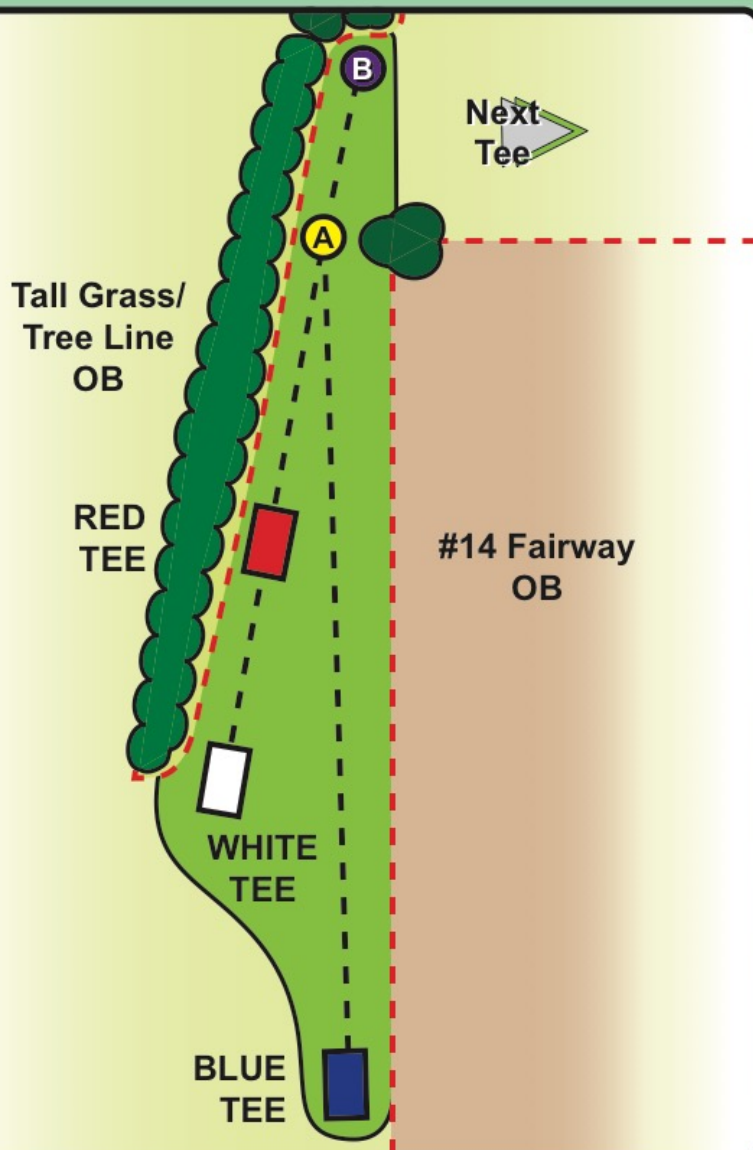 B
Next
Tee
A
Tall Grass/
Tree Line
OB
RED
TEE
#14 Fairway
OB
WHITE
TEE
BLUE
TEE